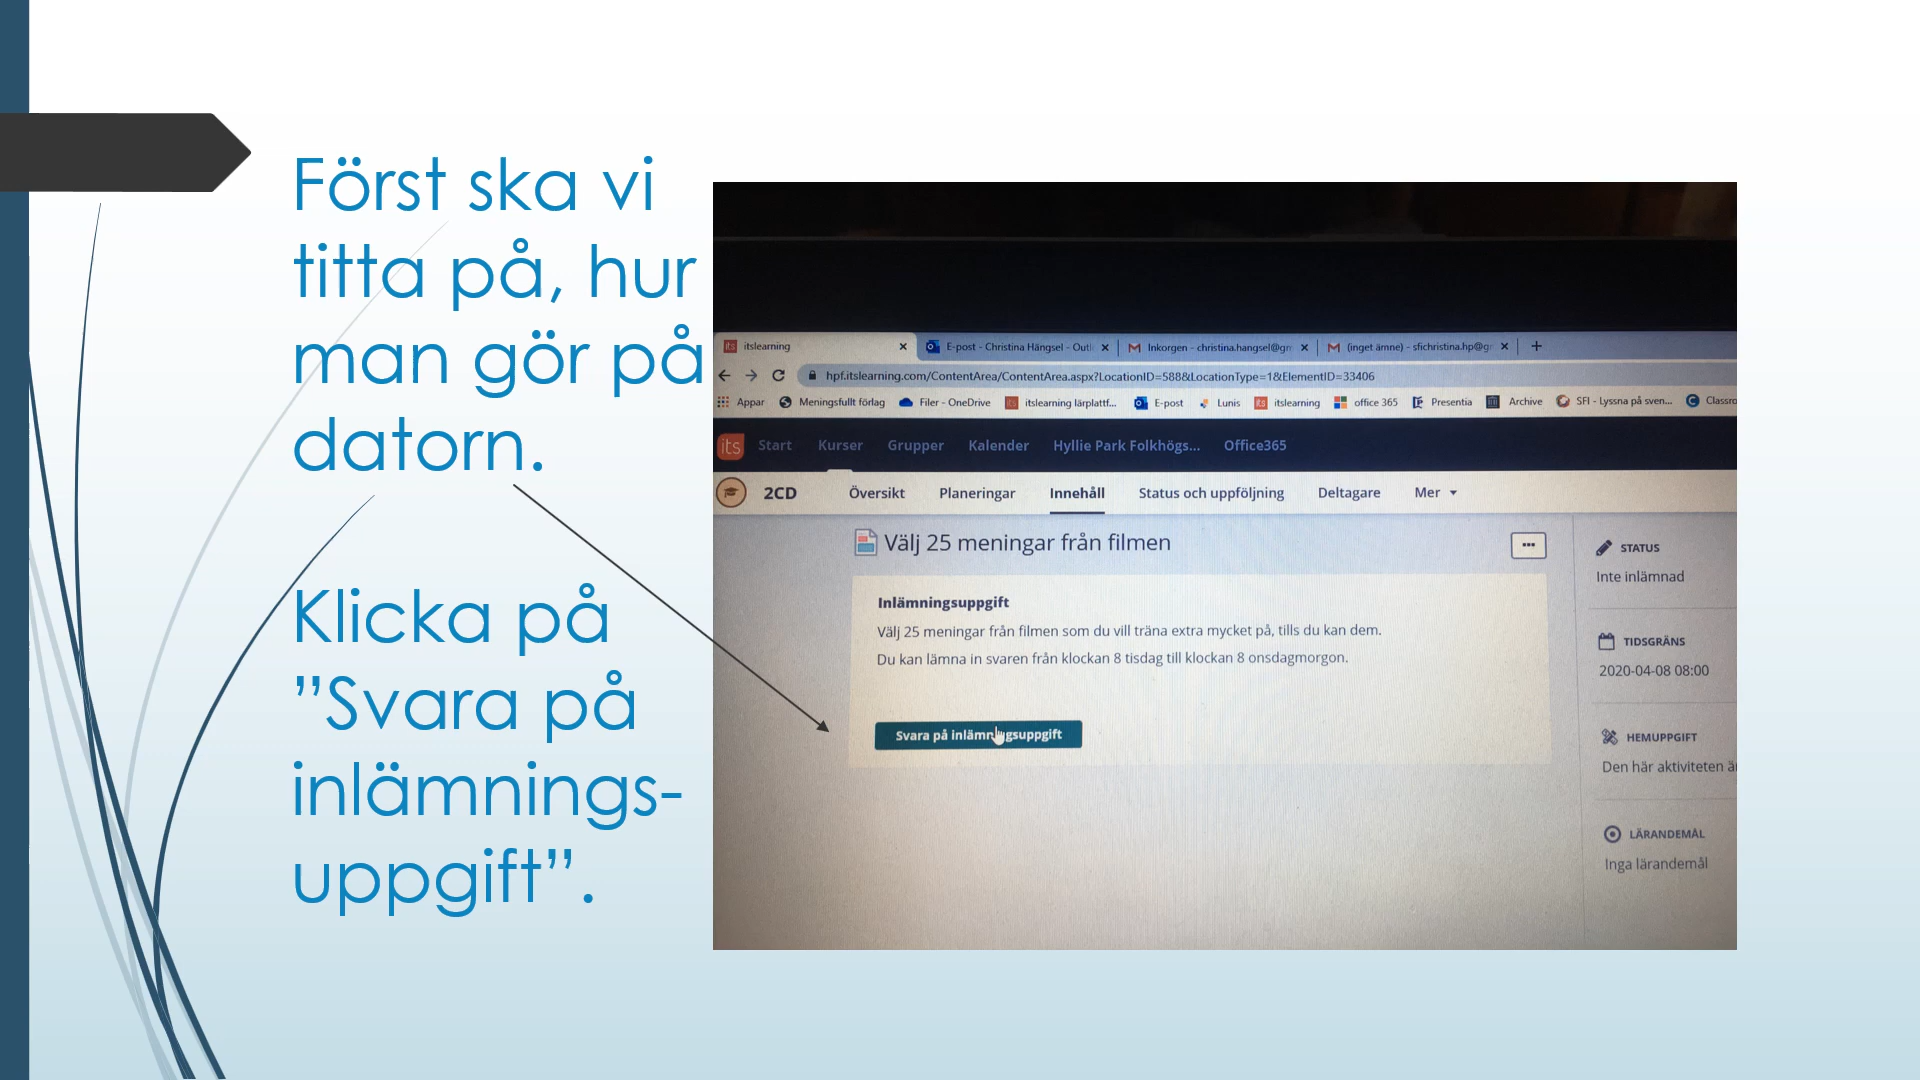 Först ska vi
titta på, hur
man gör på
datorn.
Klicka på
”Svara på
inlämnings-
uppgift”.
itslearning
E-post - Christina Hängsel - Outl
Inkorgen - christina.hangsel@gm
(inget ämne) - sfichristina.hp@g
hpf.itslearning.com/ContentArea/ContentArea.aspx?LocationID=588&LocationType=1&ElementID=33406
Appar Meningsfullt förlag Filer - OneDrive itslearning lärplattf... E-post Lunis itslearning office 365 Presentia Archive SFI - Lyssna på sven... Classro
its Start Kurser Grupper Kalender Hyllie Park Folkhögs... Office365
2CD Översikt Planeringar Innehåll Status och uppföljning Deltagare Mer
Välj 25 meningar från filmen
Inlämningsuppgift
Välj 25 meningar från filmen som du vill träna extra mycket på, tills du kan dem.
Du kan lämna in svaren från klockan 8 tisdag till klockan 8 onsdagmorgon.
Svara på inlämningsuppgift
STATUS
Inte inlämnad
TIDSGRÄNS
2020-04-08 08:00
HEMUPPGIFT
Den här aktiviteten är
LÄRANDEMÅL
Inga lärandemål